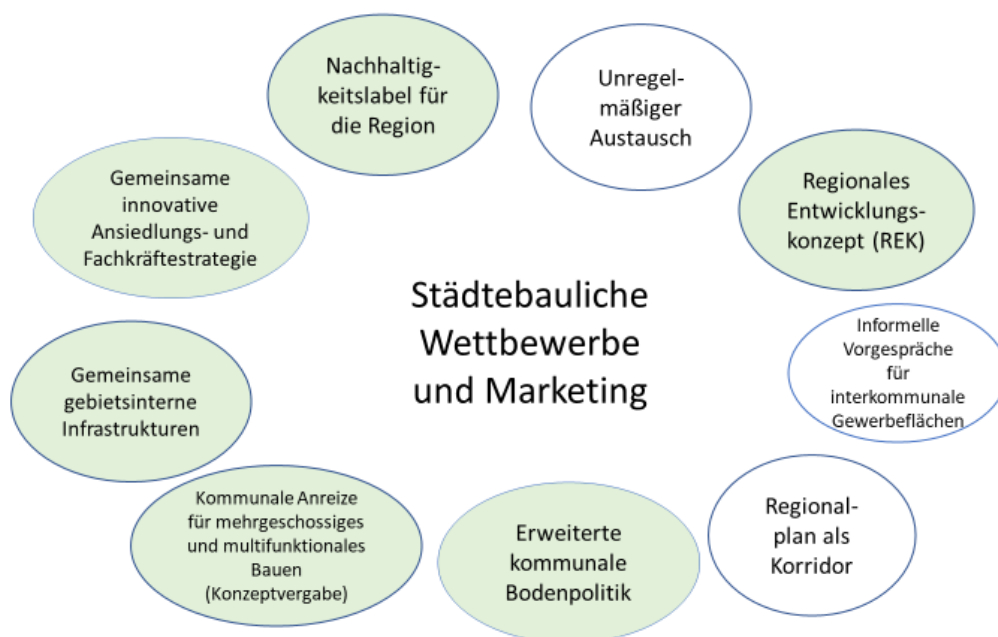 Nachhaltig-
keitslabel für
die Region
Unregel-
mäßiger
Austausch
Gemeinsame
innovative
Ansiedlungs- und
Fachkräftestrategie
Regionales
Entwicklungs-
konzept (REK)
Städtebauliche
Wettbewerbe
und Marketing
Informelle
Vorgespräche
für
interkommunale
Gewerbeflächen
Gemeinsame
gebietsinterne
Infrastrukturen
Kommunale Anreize
für mehrgeschossiges
und multifunktionales
Bauen
(Konzeptvergabe)
Erweiterte
kommunale
Bodenpolitik
Regional-
plan als
Korridor